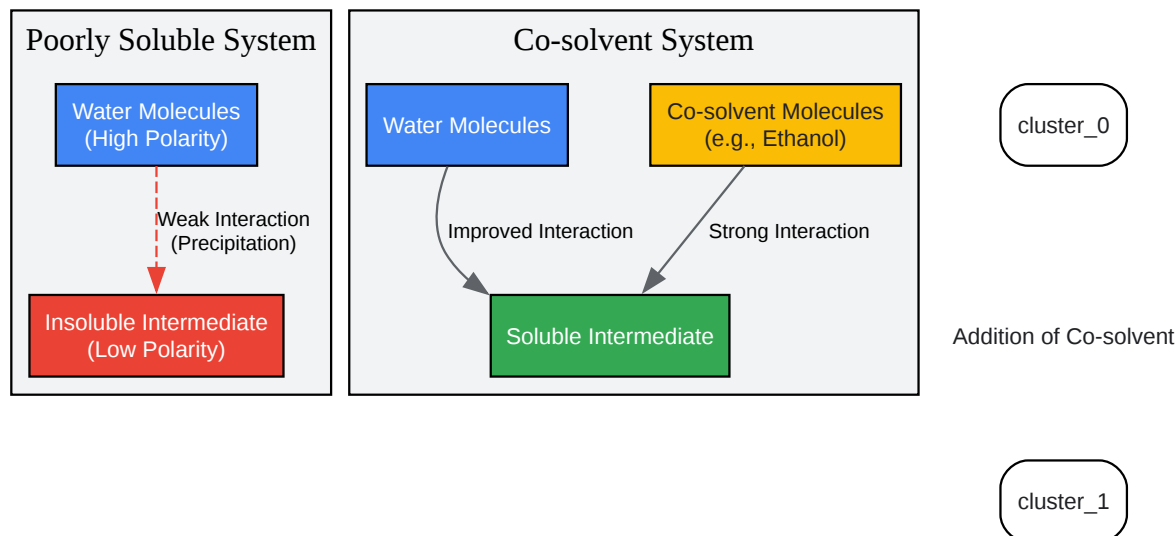 Poorly Soluble System
Water Molecules
(High Polarity)
Weak Interaction
(Precipitation)
Insoluble Intermediate
(Low Polarity)
Co-solvent System
Water Molecules
Co-solvent Molecules
(e.g., Ethanol)
Improved Interaction
Strong Interaction
Soluble Intermediate
cluster_0
Addition of Co-solvent
cluster_1